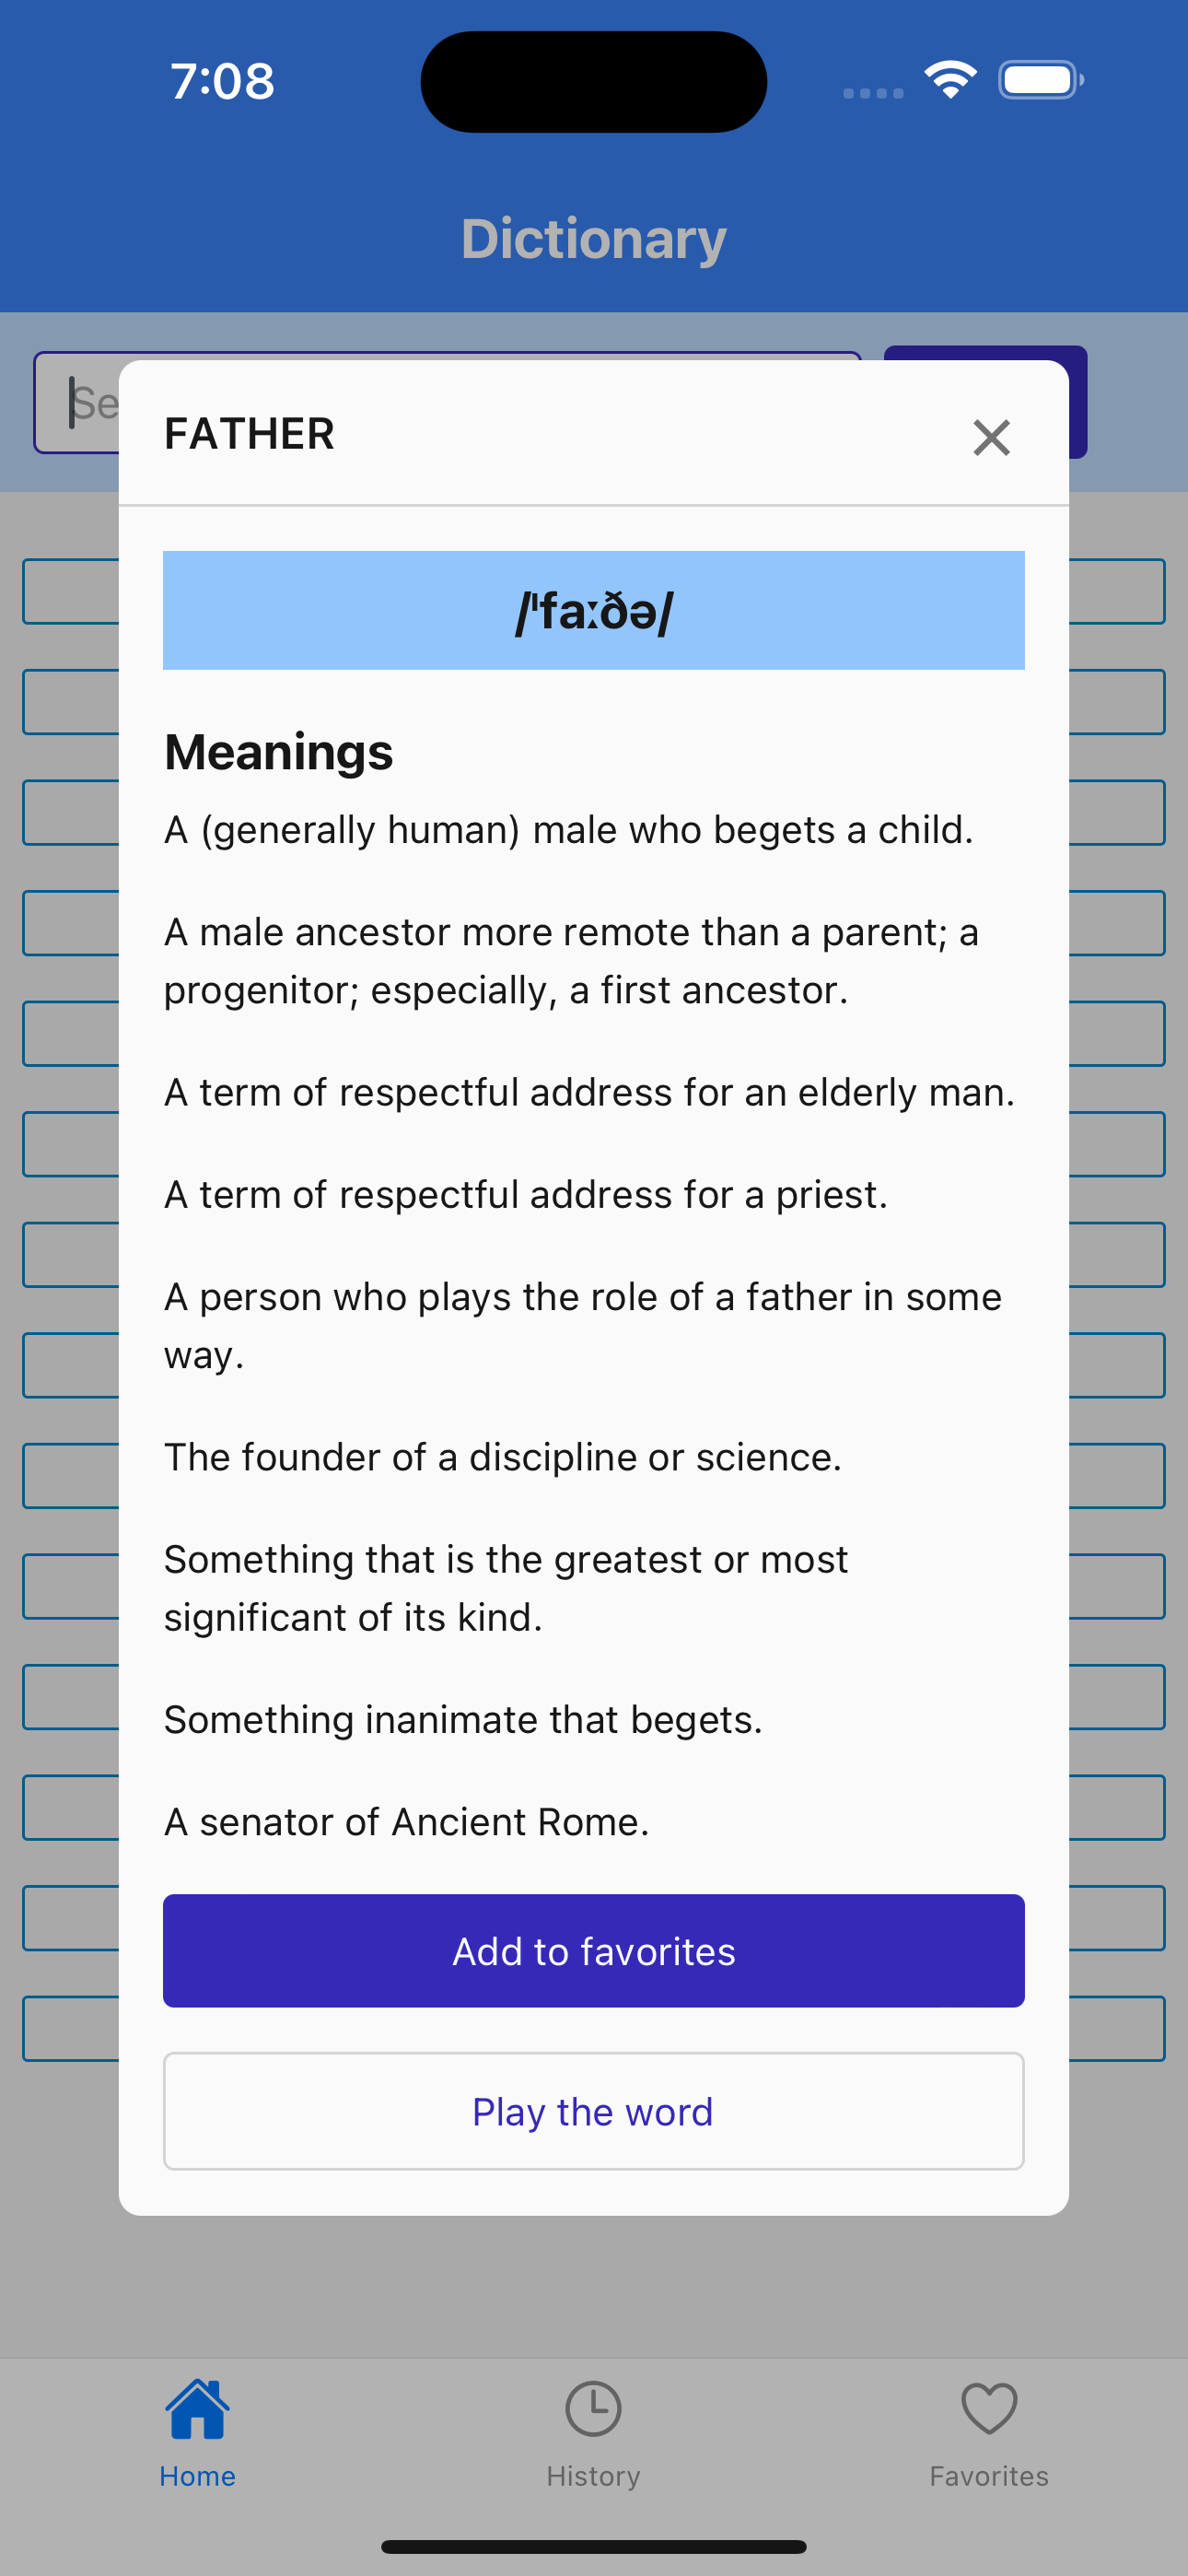 7:08
Dictionary
Se
FATHER
/ˈfaːðə/
Meanings
A (generally human) male who begets a child.
A male ancestor more remote than a parent; a
progenitor; especially, a first ancestor.
A term of respectful address for an elderly man.
A term of respectful address for a priest.
A person who plays the role of a father in some
way.
The founder of a discipline or science.
Something that is the greatest or most
significant of its kind.
Something inanimate that begets.
A senator of Ancient Rome.
Add to favorites
Play the word
Home
History
Favorites